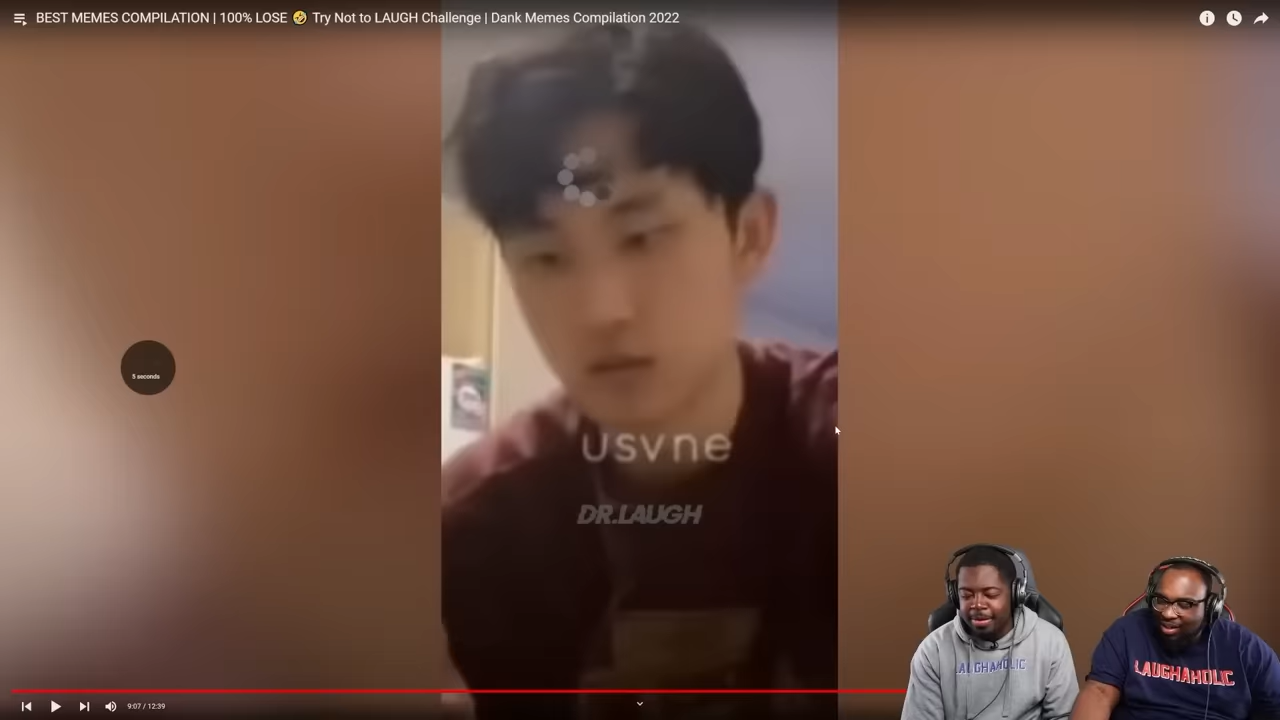 BEST MEMES COMPILATION | 100% LOSE 🤣 Try Not to LAUGH Challenge | Dank Memes Compilation 2022
5 seconds
usvne
DR.LAUGH
LAUGHAHOLIC
LAUGHAHOLIC
9:07 / 12:39